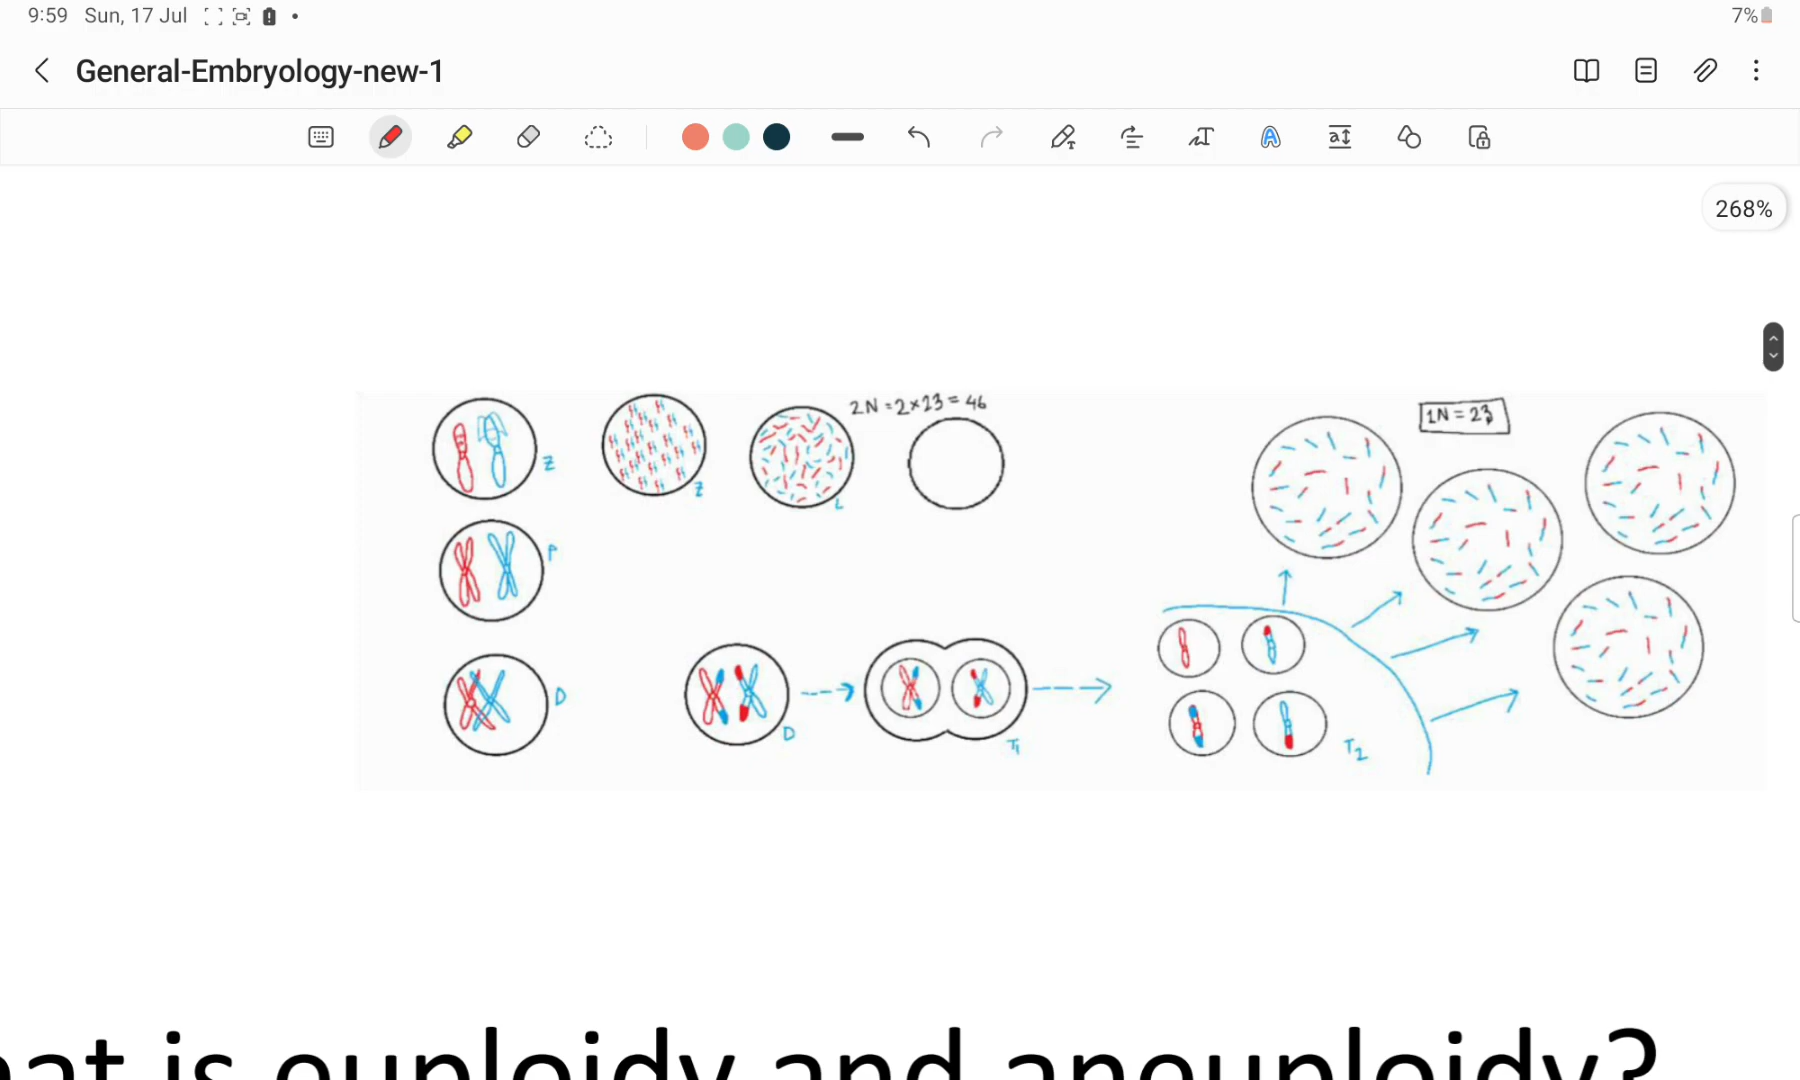 9:59 Sun, 17 Jul
7%
General-Embryology-new-1
268%
2N = 2×23 = 46
1N = 23
Z
Z
L
P
D
D
T1
T2
at is euploidy and aneuploidy?